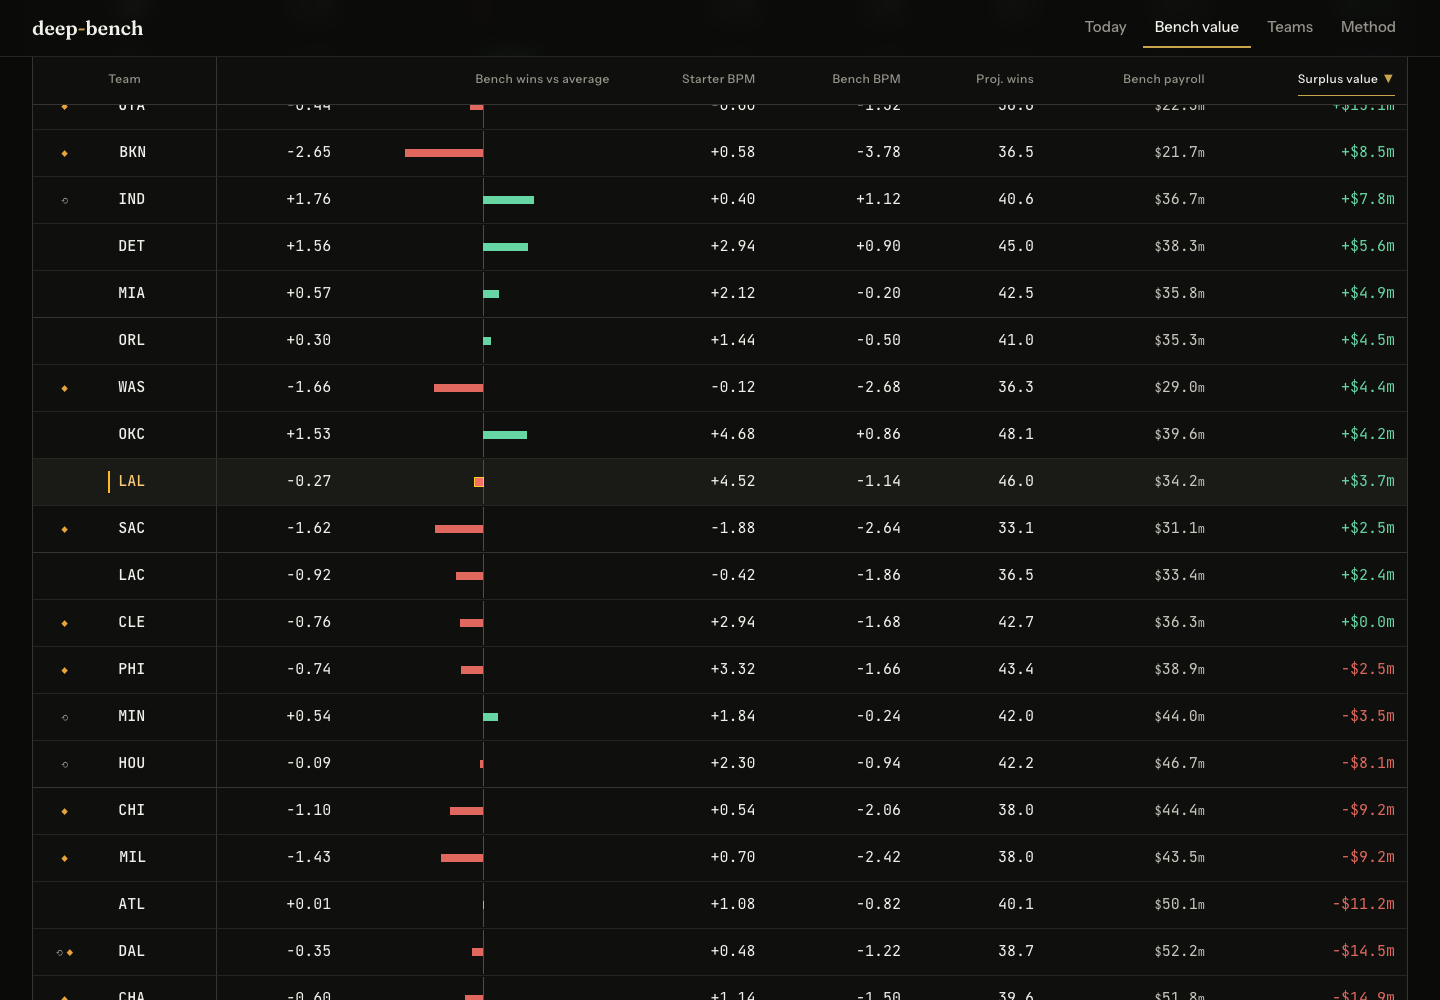 deep-bench Today Bench value Teams Method
Team Bench wins vs average Starter BPM Bench BPM Proj. wins Bench payroll Surplus value ▼
BKN -2.65 +0.58 -3.78 36.5 $21.7m +$8.5m
IND +1.76 +0.40 +1.12 40.6 $36.7m +$7.8m
DET +1.56 +2.94 +0.90 45.0 $38.3m +$5.6m
MIA +0.57 +2.12 -0.20 42.5 $35.8m +$4.9m
ORL +0.30 +1.44 -0.50 41.0 $35.3m +$4.5m
WAS -1.66 -0.12 -2.68 36.3 $29.0m +$4.4m
OKC +1.53 +4.68 +0.86 48.1 $39.6m +$4.2m
LAL -0.27 +4.52 -1.14 46.0 $34.2m +$3.7m
SAC -1.62 -1.88 -2.64 33.1 $31.1m +$2.5m
LAC -0.92 -0.42 -1.86 36.5 $33.4m +$2.4m
CLE -0.76 +2.94 -1.68 42.7 $36.3m +$0.0m
PHI -0.74 +3.32 -1.66 43.4 $38.9m -$2.5m
MIN +0.54 +1.84 -0.24 42.0 $44.0m -$3.5m
HOU -0.09 +2.30 -0.94 42.2 $46.7m -$8.1m
CHI -1.10 +0.54 -2.06 38.0 $44.4m -$9.2m
MIL -1.43 +0.70 -2.42 38.0 $43.5m -$9.2m
ATL +0.01 +1.08 -0.82 40.1 $50.1m -$11.2m
DAL -0.35 +0.48 -1.22 38.7 $52.2m -$14.5m
CHA -0.60 +1.14 -1.50 39.6 $51.8m -$14.9m